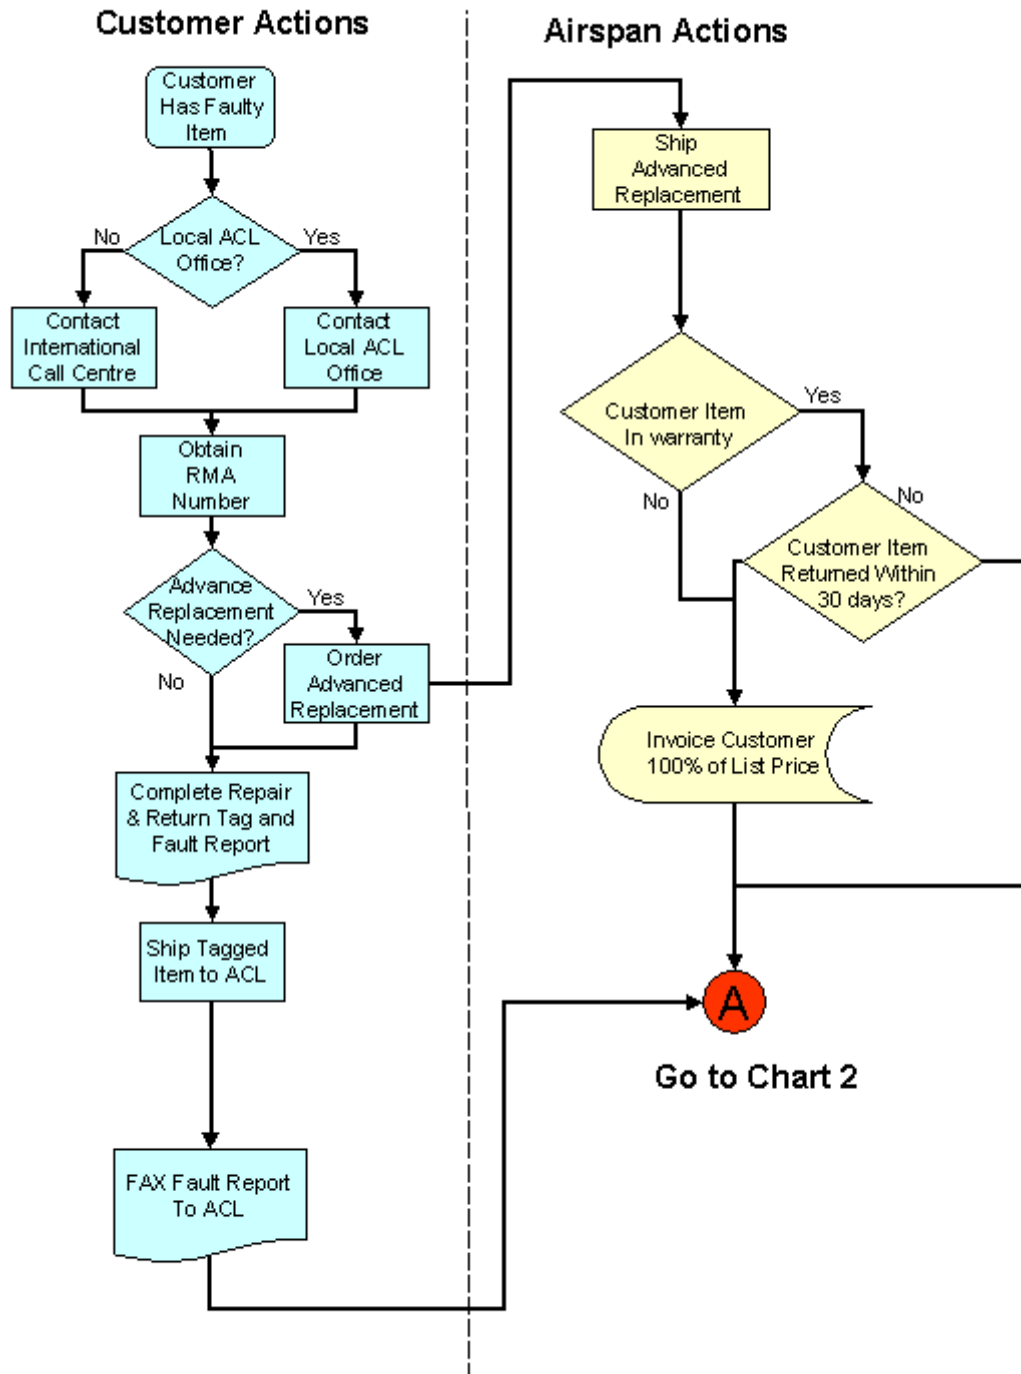 Customer Actions
Airspan Actions
Customer
Has Faulty
Item
Local ACL
Office?
No
Yes
Contact
International
Call Centre
Contact
Local ACL
Office
Obtain
RMA
Number
Advance
Replacement
Needed?
Yes
No
Order
Advanced
Replacement
Complete Repair
& Return Tag and
Fault Report
Ship Tagged
Item to ACL
FAX Fault Report
To ACL
Ship
Advanced
Replacement
Customer Item
In warranty
Yes
No
Customer Item
Returned Within
30 days?
No
Invoice Customer
100% of List Price
A
Go to Chart 2